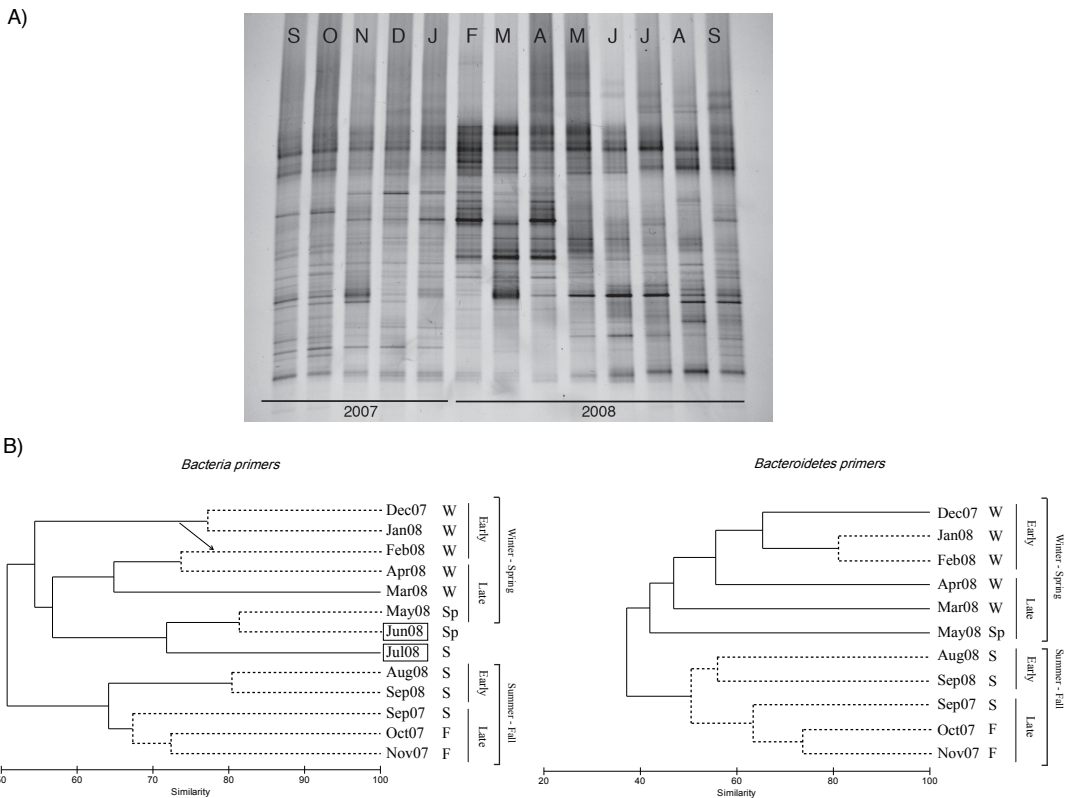 A)
S O N D J F M A M J J A S
2007 2008
B)
Bacteria primers
Dec07 W
Jan08 W
Feb08 W
Apr08 W
Mar08 W
May08 Sp
Jun08 Sp
Jul08 S
Aug08 S
Sep08 S
Sep07 S
Oct07 F
Nov07 F
Early
Late
Winter - Spring
Early
Late
Summer - Fall
60 70 80 90 100
Similarity
Bacteroidetes primers
Dec07 W
Jan08 W
Feb08 W
Apr08 W
Mar08 W
May08 Sp
Aug08 S
Sep08 S
Sep07 S
Oct07 F
Nov07 F
Early
Late
Winter - Spring
Early
Late
Summer - Fall
20 40 60 80 100
Similarity